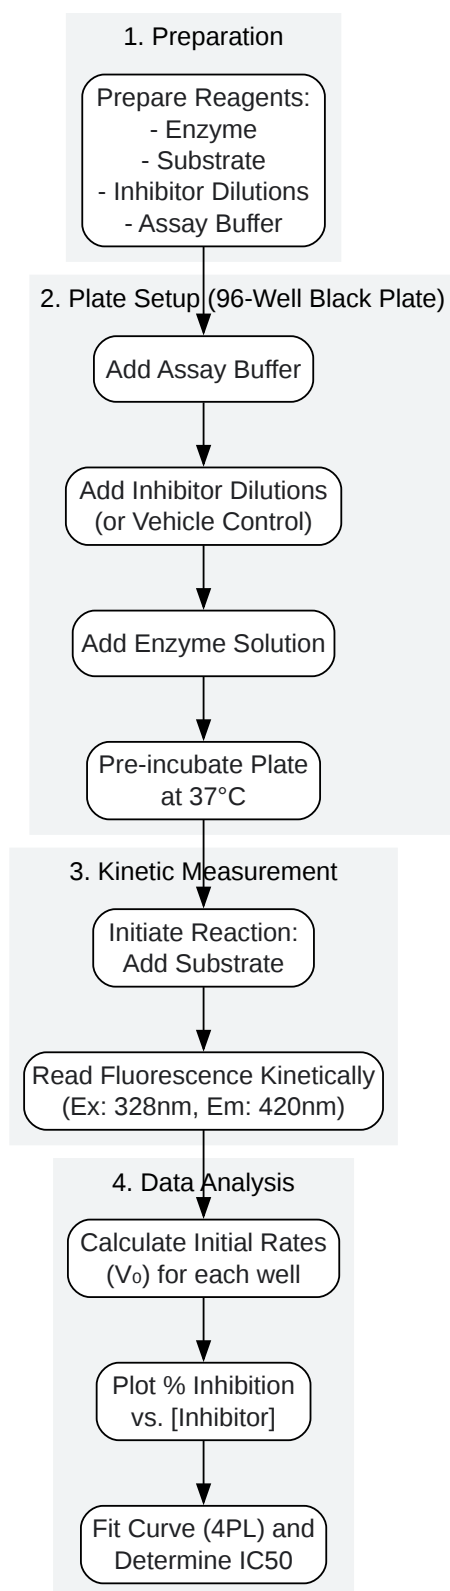 1. Preparation
Prepare Reagents:
- Enzyme
- Substrate
- Inhibitor Dilutions
- Assay Buffer
2. Plate Setup (96-Well Black Plate)
Add Assay Buffer
Add Inhibitor Dilutions
(or Vehicle Control)
Add Enzyme Solution
Pre-incubate Plate
at 37°C
3. Kinetic Measurement
Initiate Reaction:
Add Substrate
Read Fluorescence Kinetically
(Ex: 328nm, Em: 420nm)
4. Data Analysis
Calculate Initial Rates
(V₀) for each well
Plot % Inhibition
vs. [Inhibitor]
Fit Curve (4PL) and
Determine IC50